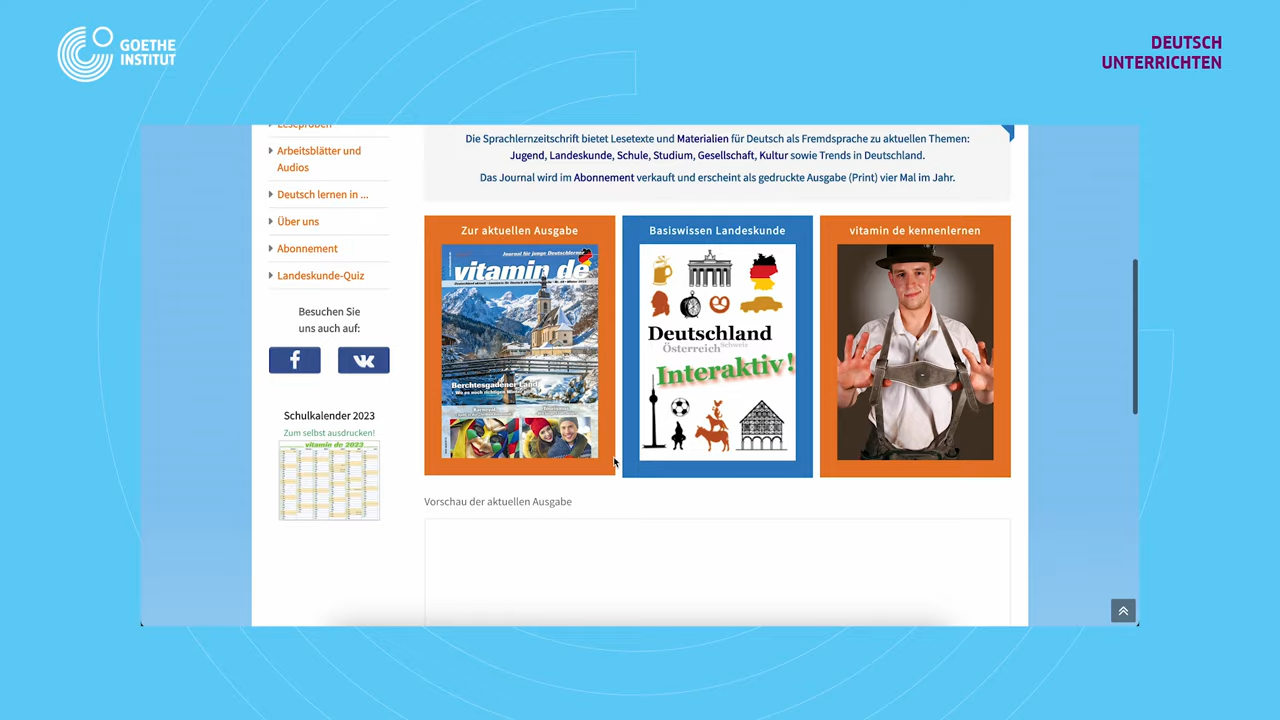 GOETHE
INSTITUT
DEUTSCH
UNTERRICHTEN
Leseproben
Arbeitsblätter und
Audios
Deutsch lernen in ...
Über uns
Abonnement
Landeskunde-Quiz
Besuchen Sie
uns auch auf:
Schulkalender 2023
Zum selbst ausdrucken!
vitamin de 2023
Die Sprachlernzeitschrift bietet Lesetexte und Materialien für Deutsch als Fremdsprache zu aktuellen Themen:
Jugend, Landeskunde, Schule, Studium, Gesellschaft, Kultur sowie Trends in Deutschland.
Das Journal wird im Abonnement verkauft und erscheint als gedruckte Ausgabe (Print) vier Mal im Jahr.
Zur aktuellen Ausgabe
Journal für junge Deutschlerner
vitamin de
Berchtesgadener Land
Karneval
Basiswissen Landeskunde
Deutschland
Österreich Schweiz
Interaktiv!
vitamin de kennenlernen
Vorschau der aktuellen Ausgabe